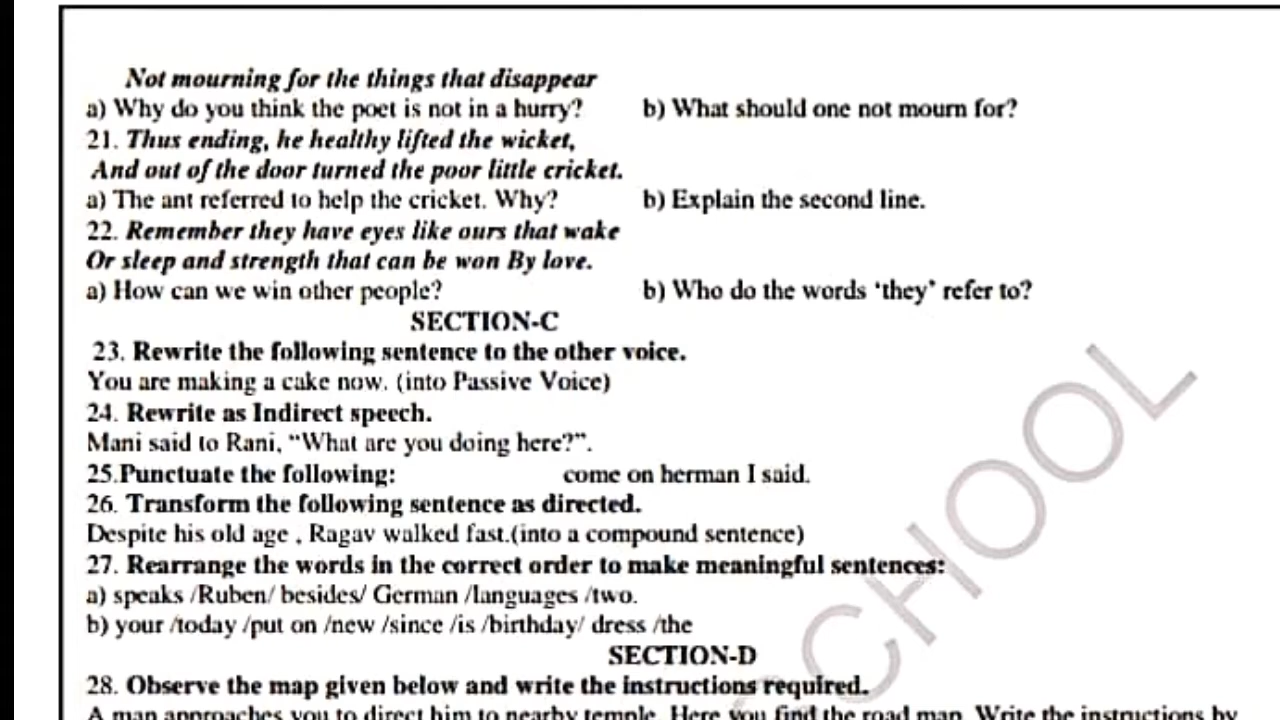 Not mourning for the things that disappear
a) Why do you think the poet is not in a hurry? b) What should one not mourn for?
21. Thus ending, he healthy lifted the wicket,
And out of the door turned the poor little cricket.
a) The ant referred to help the cricket. Why? b) Explain the second line.
22. Remember they have eyes like ours that wake
Or sleep and strength that can be won By love.
a) How can we win other people? b) Who do the words ‘they’ refer to?
SECTION-C
23. Rewrite the following sentence to the other voice.
You are making a cake now. (into Passive Voice)
24. Rewrite as Indirect speech.
Mani said to Rani, “What are you doing here?”.
25.Punctuate the following: come on herman I said.
26. Transform the following sentence as directed.
Despite his old age , Ragav walked fast.(into a compound sentence)
27. Rearrange the words in the correct order to make meaningful sentences:
a) speaks /Ruben/ besides/ German /languages /two.
b) your /today /put on /new /since /is /birthday/ dress /the
SECTION-D
28. Observe the map given below and write the instructions required.
A man approaches you to direct him to nearby temple. Here you find the road map. Write the instructions by
SCHOOL